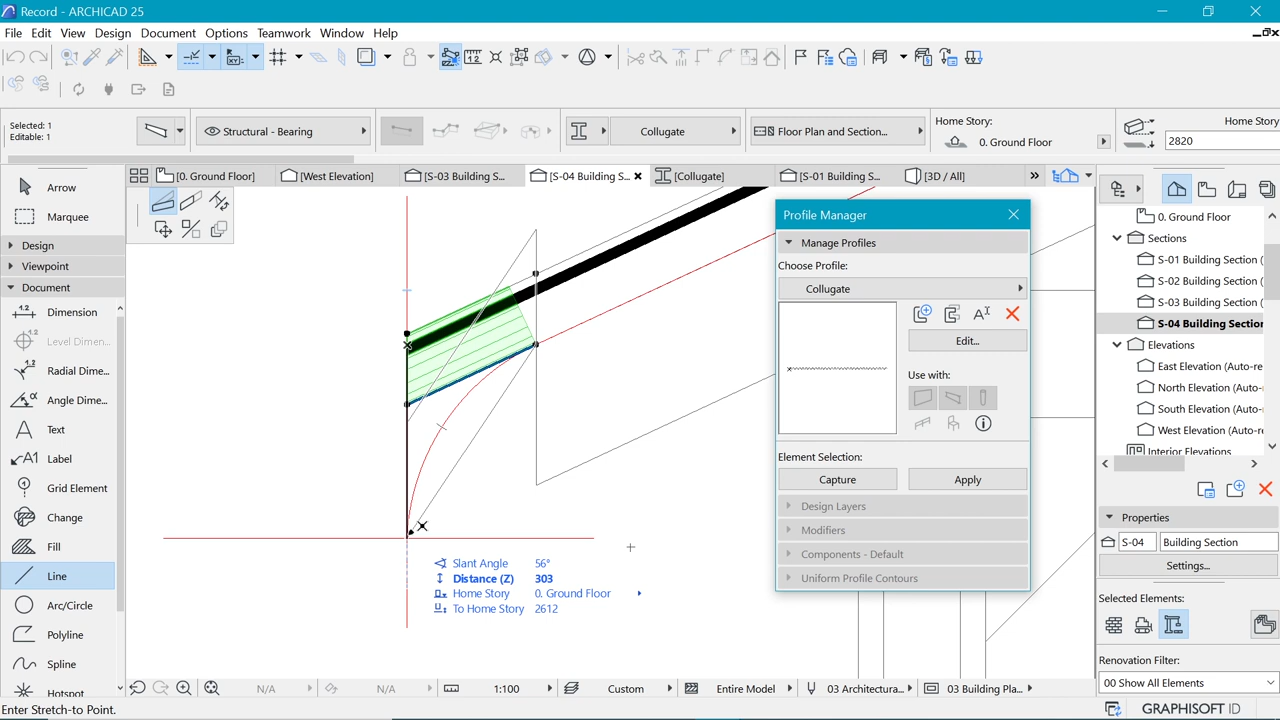 Record - ARCHICAD 25
File Edit View Design Document Options Teamwork Window Help
Selected: 1
Editable: 1
Structural - Bearing
Collugate
Floor Plan and Section...
Home Story:
0. Ground Floor
Home Story
2820
[0. Ground Floor]
[West Elevation]
[S-03 Building S...
[S-04 Building S...
[Collugate]
[S-01 Building S...
[3D / All]
Arrow
Marquee
Design
Viewpoint
Document
Dimension
Level Dimen...
Radial Dime...
Angle Dime...
Text
Label
Grid Element
Change
Fill
Line
Arc/Circle
Polyline
Spline
Hotspot
Slant Angle 56°
Distance (Z) 303
Home Story 0. Ground Floor
To Home Story 2612
Profile Manager
Manage Profiles
Choose Profile:
Collugate
Edit...
Use with:
Element Selection:
Capture
Apply
Design Layers
Modifiers
Components - Default
Uniform Profile Contours
0. Ground Floor
Sections
S-01 Building Section (
S-02 Building Section (
S-03 Building Section (
S-04 Building Section
Elevations
East Elevation (Auto-re
North Elevation (Auto-
South Elevation (Auto-
West Elevation (Auto-r
Interior Elevations
Properties
S-04
Building Section
Settings...
Selected Elements:
Renovation Filter:
00 Show All Elements
N/A
N/A
1:100
Custom
Entire Model
03 Architectura...
03 Building Pla...
Enter Stretch-to Point.
GRAPHISOFT ID